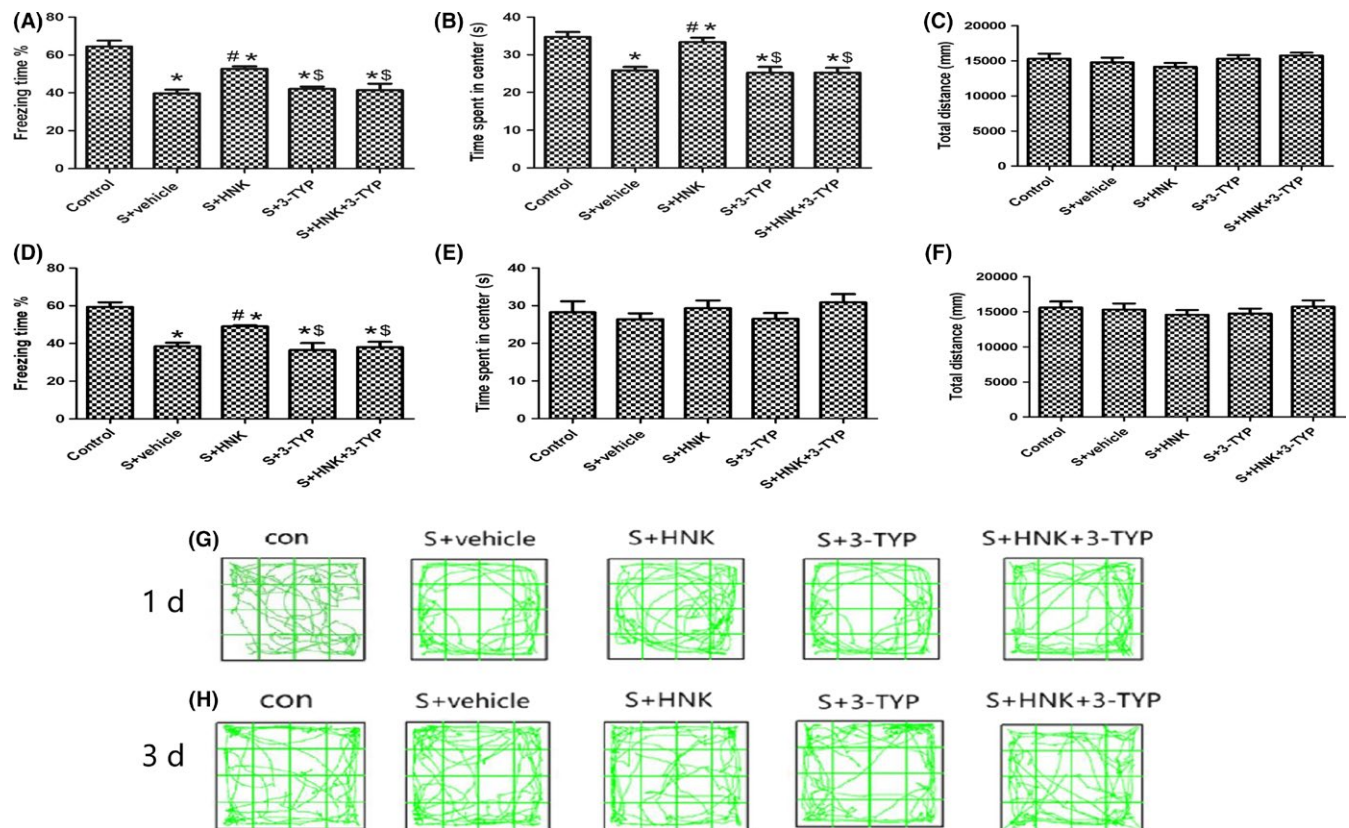 (A)
Freezing time %
80
60
40
20
0
* # * *$ *$
Control S+vehicle S+HNK S+3-TYP S+HNK+3-TYP
(B)
Time spent in center (s)
40
30
20
10
0
* # * *$ *$
Control S+vehicle S+HNK S+3-TYP S+HNK+3-TYP
(C)
Total distance (mm)
20000
15000
10000
5000
0
Control S+vehicle S+HNK S+3-TYP S+HNK+3-TYP
(D)
Freezing time %
80
60
40
20
0
* # * *$ *$
Control S+vehicle S+HNK S+3-TYP S+HNK+3-TYP
(E)
Time spent in center (s)
40
30
20
10
0
Control S+vehicle S+HNK S+3-TYP S+HNK+3-TYP
(F)
Total distance (mm)
20000
15000
10000
5000
0
Control S+vehicle S+HNK S+3-TYP S+HNK+3-TYP
(G) con S+vehicle S+HNK S+3-TYP S+HNK+3-TYP
1 d
(H) con S+vehicle S+HNK S+3-TYP S+HNK+3-TYP
3 d